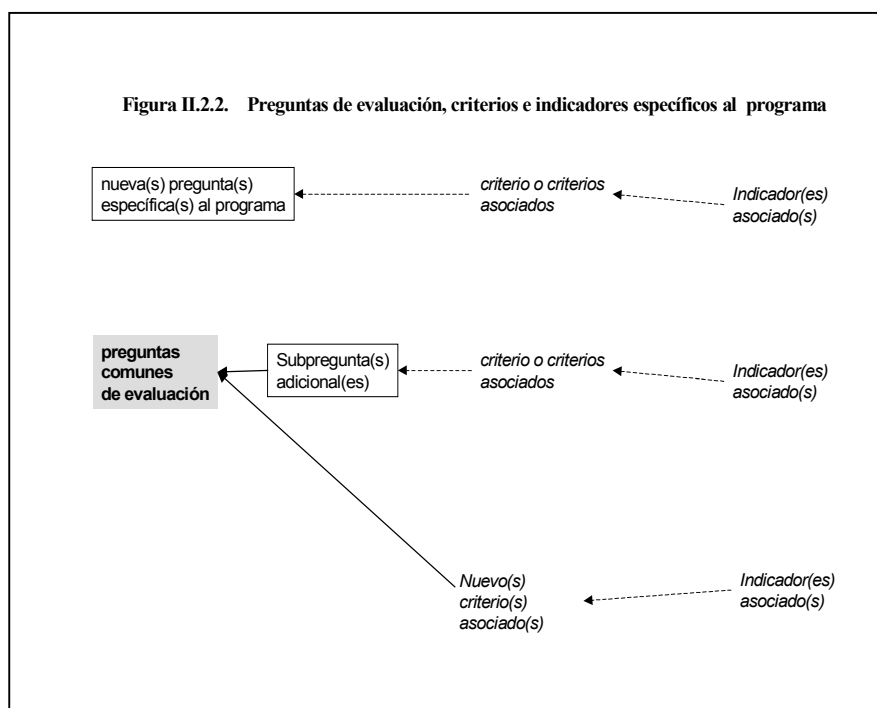 Figura II.2.2. Preguntas de evaluación, criterios e indicadores específicos al programa
nueva(s) pregunta(s)
específica(s) al programa
criterio o criterios
asociados
Indicador(es)
asociado(s)
preguntas
comunes
de evaluación
Subpregunta(s)
adicional(es)
criterio o criterios
asociados
Indicador(es)
asociado(s)
Nuevo(s)
criterio(s)
asociado(s)
Indicador(es)
asociado(s)